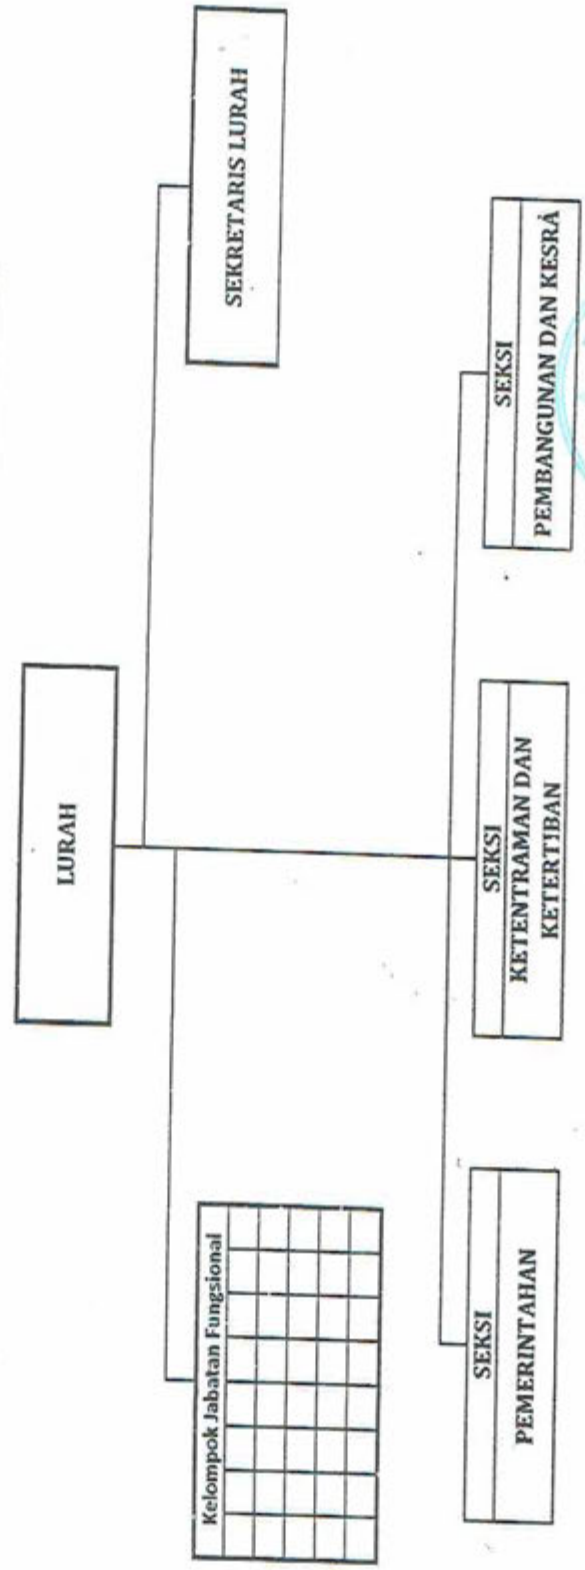 LURAH
Kelompok Jabatan Fungsional
SEKRETARIS LURAH
SEKSI
PEMERINTAHAN
SEKSI
KETENTRAMAN DAN
KETERTIBAN
SEKSI
PEMBANGUNAN DAN KESRA